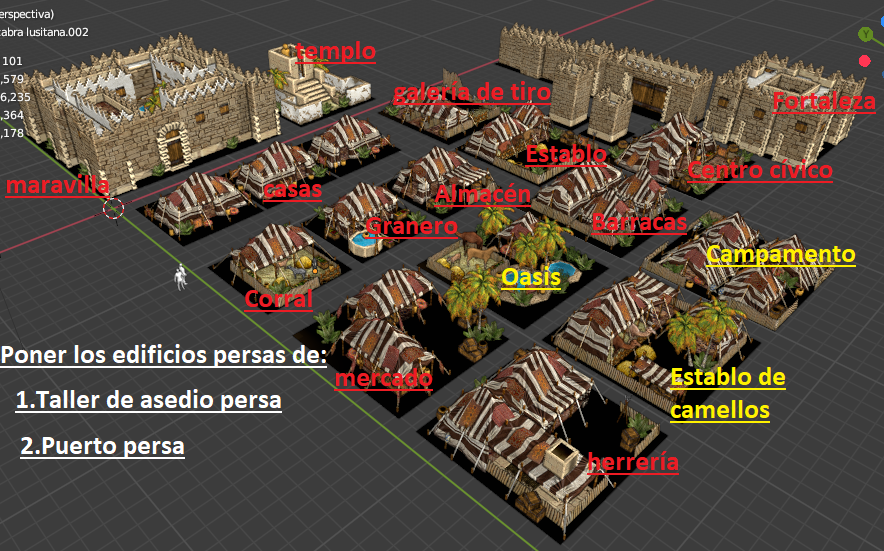 erspectiva)
abra lusitana.002
101
,579
6,235
,364
,178
templo
galería de tiro
Fortaleza
Establo
Centro cívico
maravilla
casas
Almacén
Granero
Barracas
Campamento
Oasis
Corral
Poner los edificios persas de:
mercado
Establo de
camellos
1.Taller de asedio persa
2.Puerto persa
herrería
Y